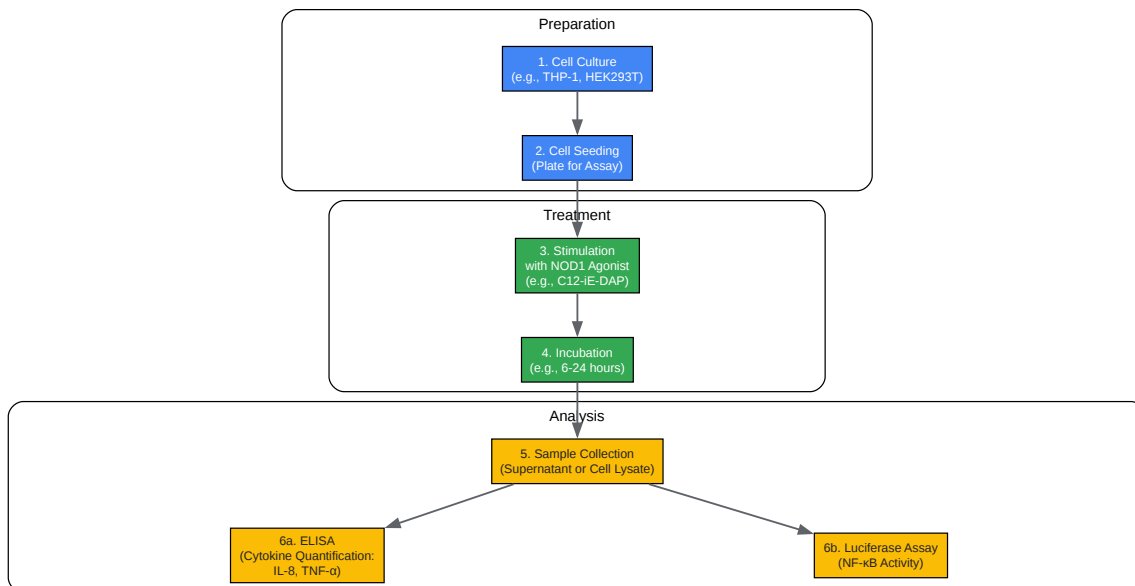 Preparation
1. Cell Culture
(e.g., THP-1, HEK293T)
2. Cell Seeding
(Plate for Assay)
Treatment
3. Stimulation
with NOD1 Agonist
(e.g., C12-iE-DAP)
4. Incubation
(e.g., 6-24 hours)
Analysis
5. Sample Collection
(Supernatant or Cell Lysate)
6a. ELISA
(Cytokine Quantification:
IL-8, TNF-α)
6b. Luciferase Assay
(NF-κB Activity)